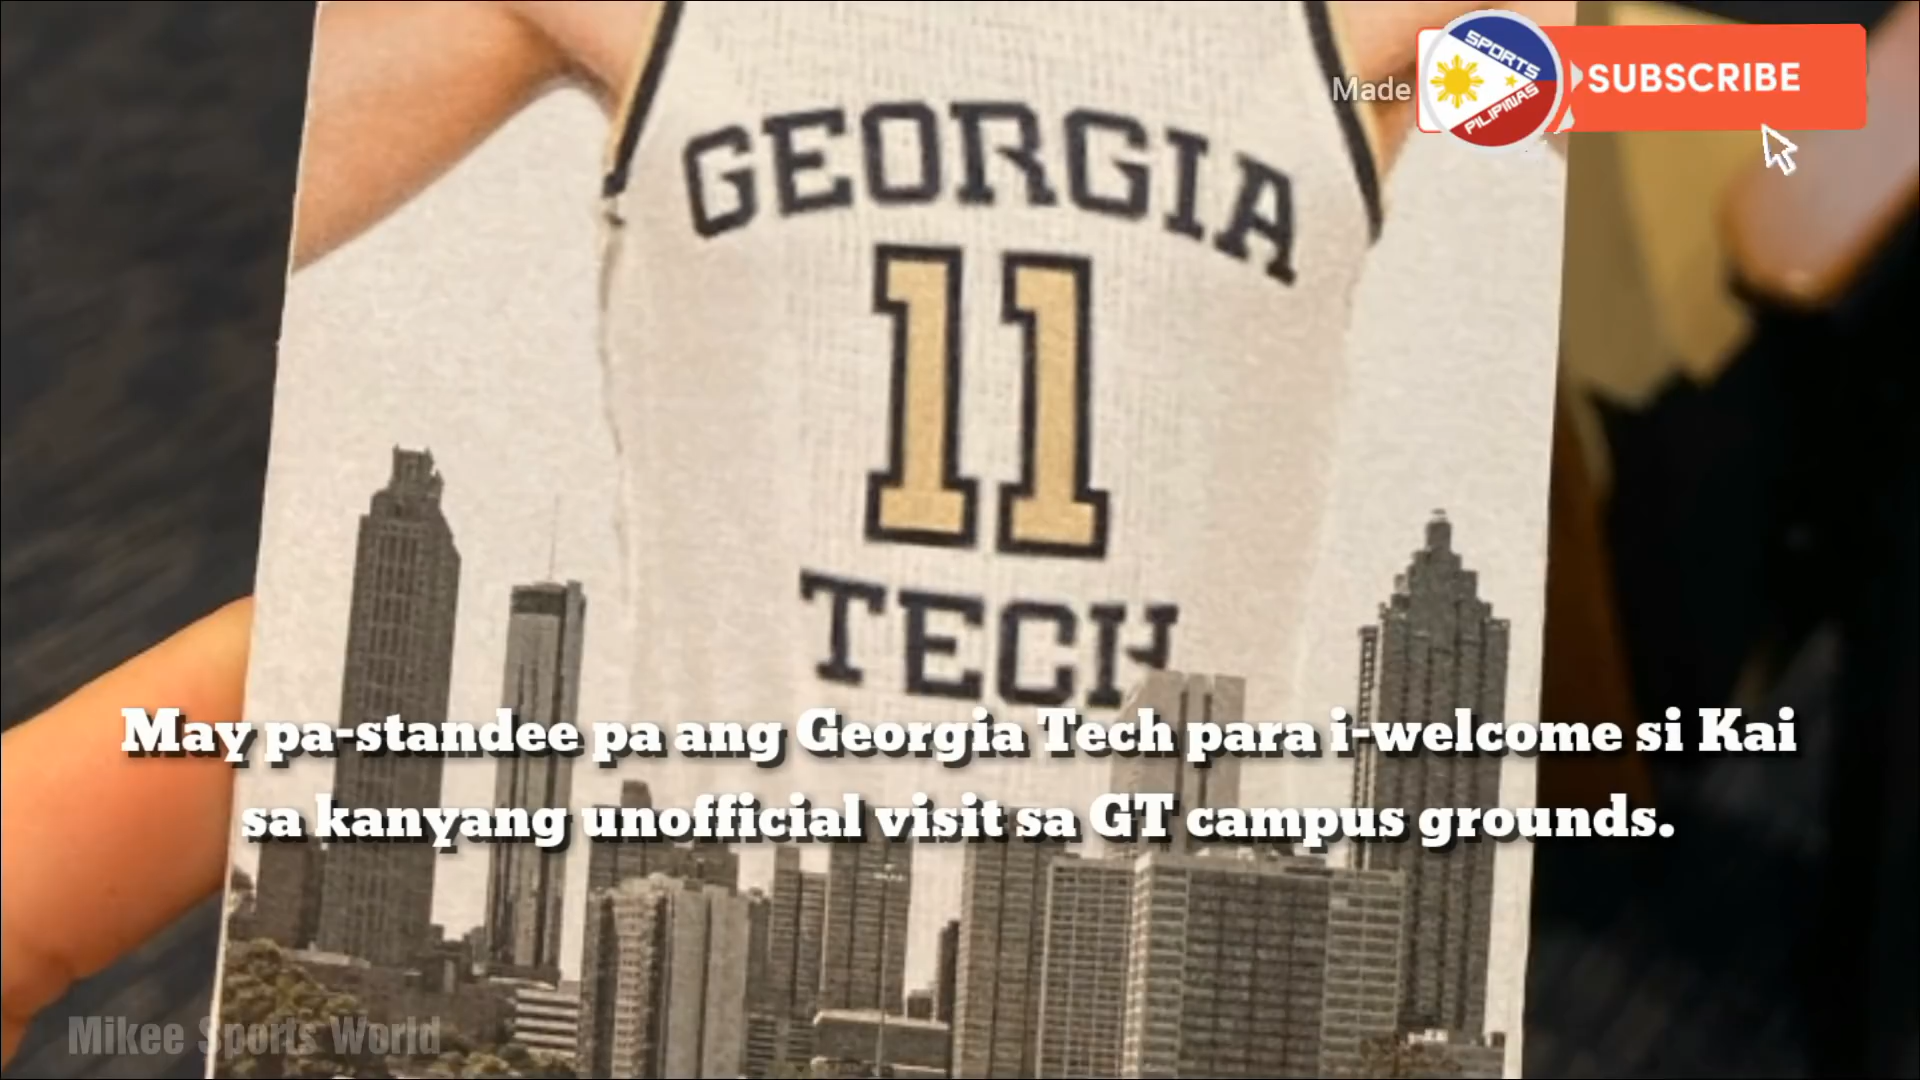 GEORGIA
11
TECH
Made
SPORTS
PILIPINAS
SUBSCRIBE
May pa-standee pa ang Georgia Tech para i-welcome si Kai
sa kanyang unofficial visit sa GT campus grounds.
Mikee Sports World